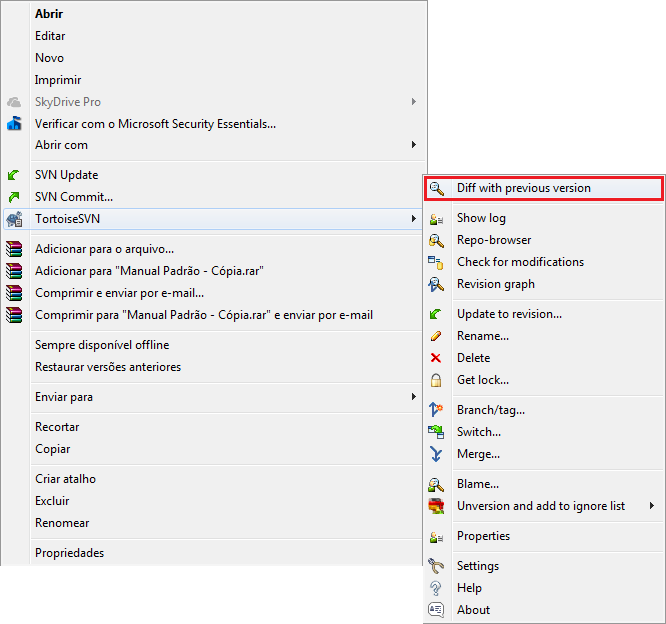 Abrir
Editar
Novo
Imprimir
SkyDrive Pro
Verificar com o Microsoft Security Essentials...
Abrir com
SVN Update
SVN Commit...
TortoiseSVN
Adicionar para o arquivo...
Adicionar para "Manual Padrão - Cópia.rar"
Comprimir e enviar por e-mail...
Comprimir para "Manual Padrão - Cópia.rar" e enviar por e-mail
Sempre disponível offline
Restaurar versões anteriores
Enviar para
Recortar
Copiar
Criar atalho
Excluir
Renomear
Propriedades
Diff with previous version
Show log
Repo-browser
Check for modifications
Revision graph
Update to revision...
Rename...
Delete
Get lock...
Branch/tag...
Switch...
Merge...
Blame...
Unversion and add to ignore list
Properties
Settings
Help
About